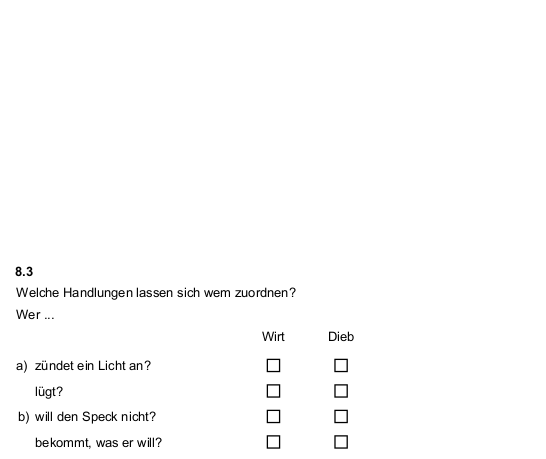 8.3
Welche Handlungen lassen sich wem zuordnen?
Wer ...
Wirt Dieb
a) zündet ein Licht an?
lügt?
b) will den Speck nicht?
bekommt, was er will?